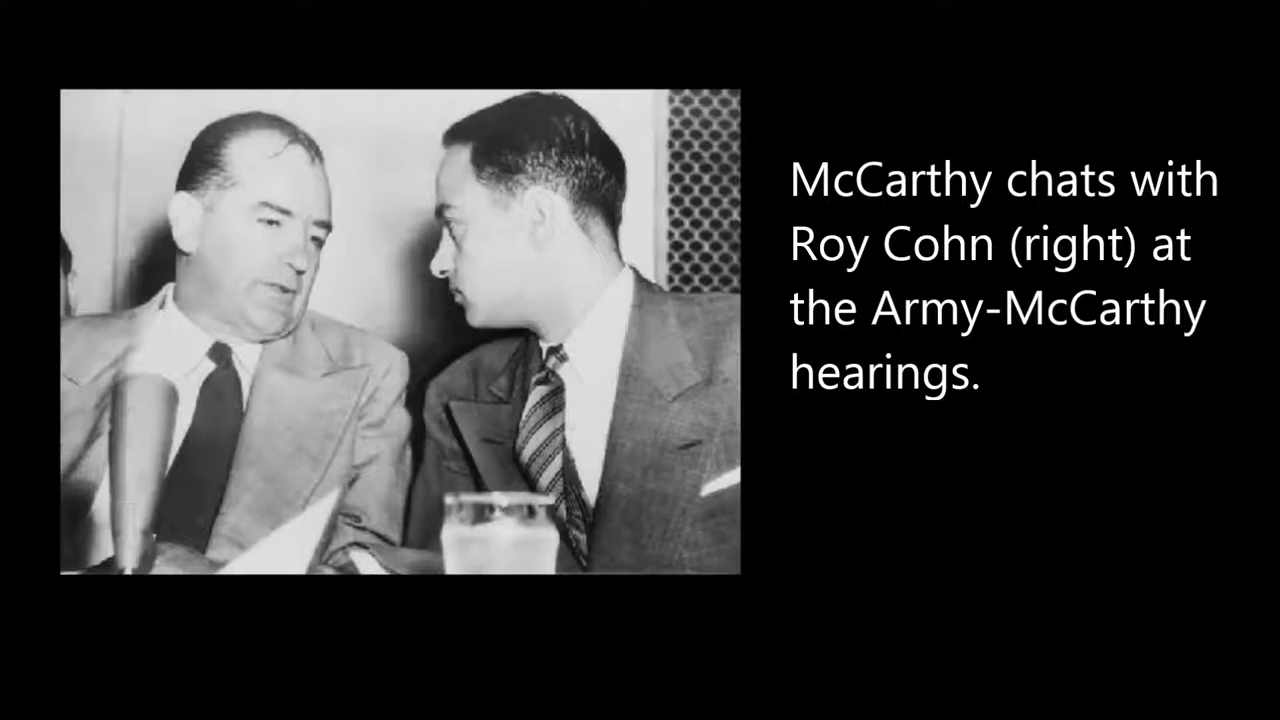 McCarthy chats with
Roy Cohn (right) at
the Army-McCarthy
hearings.